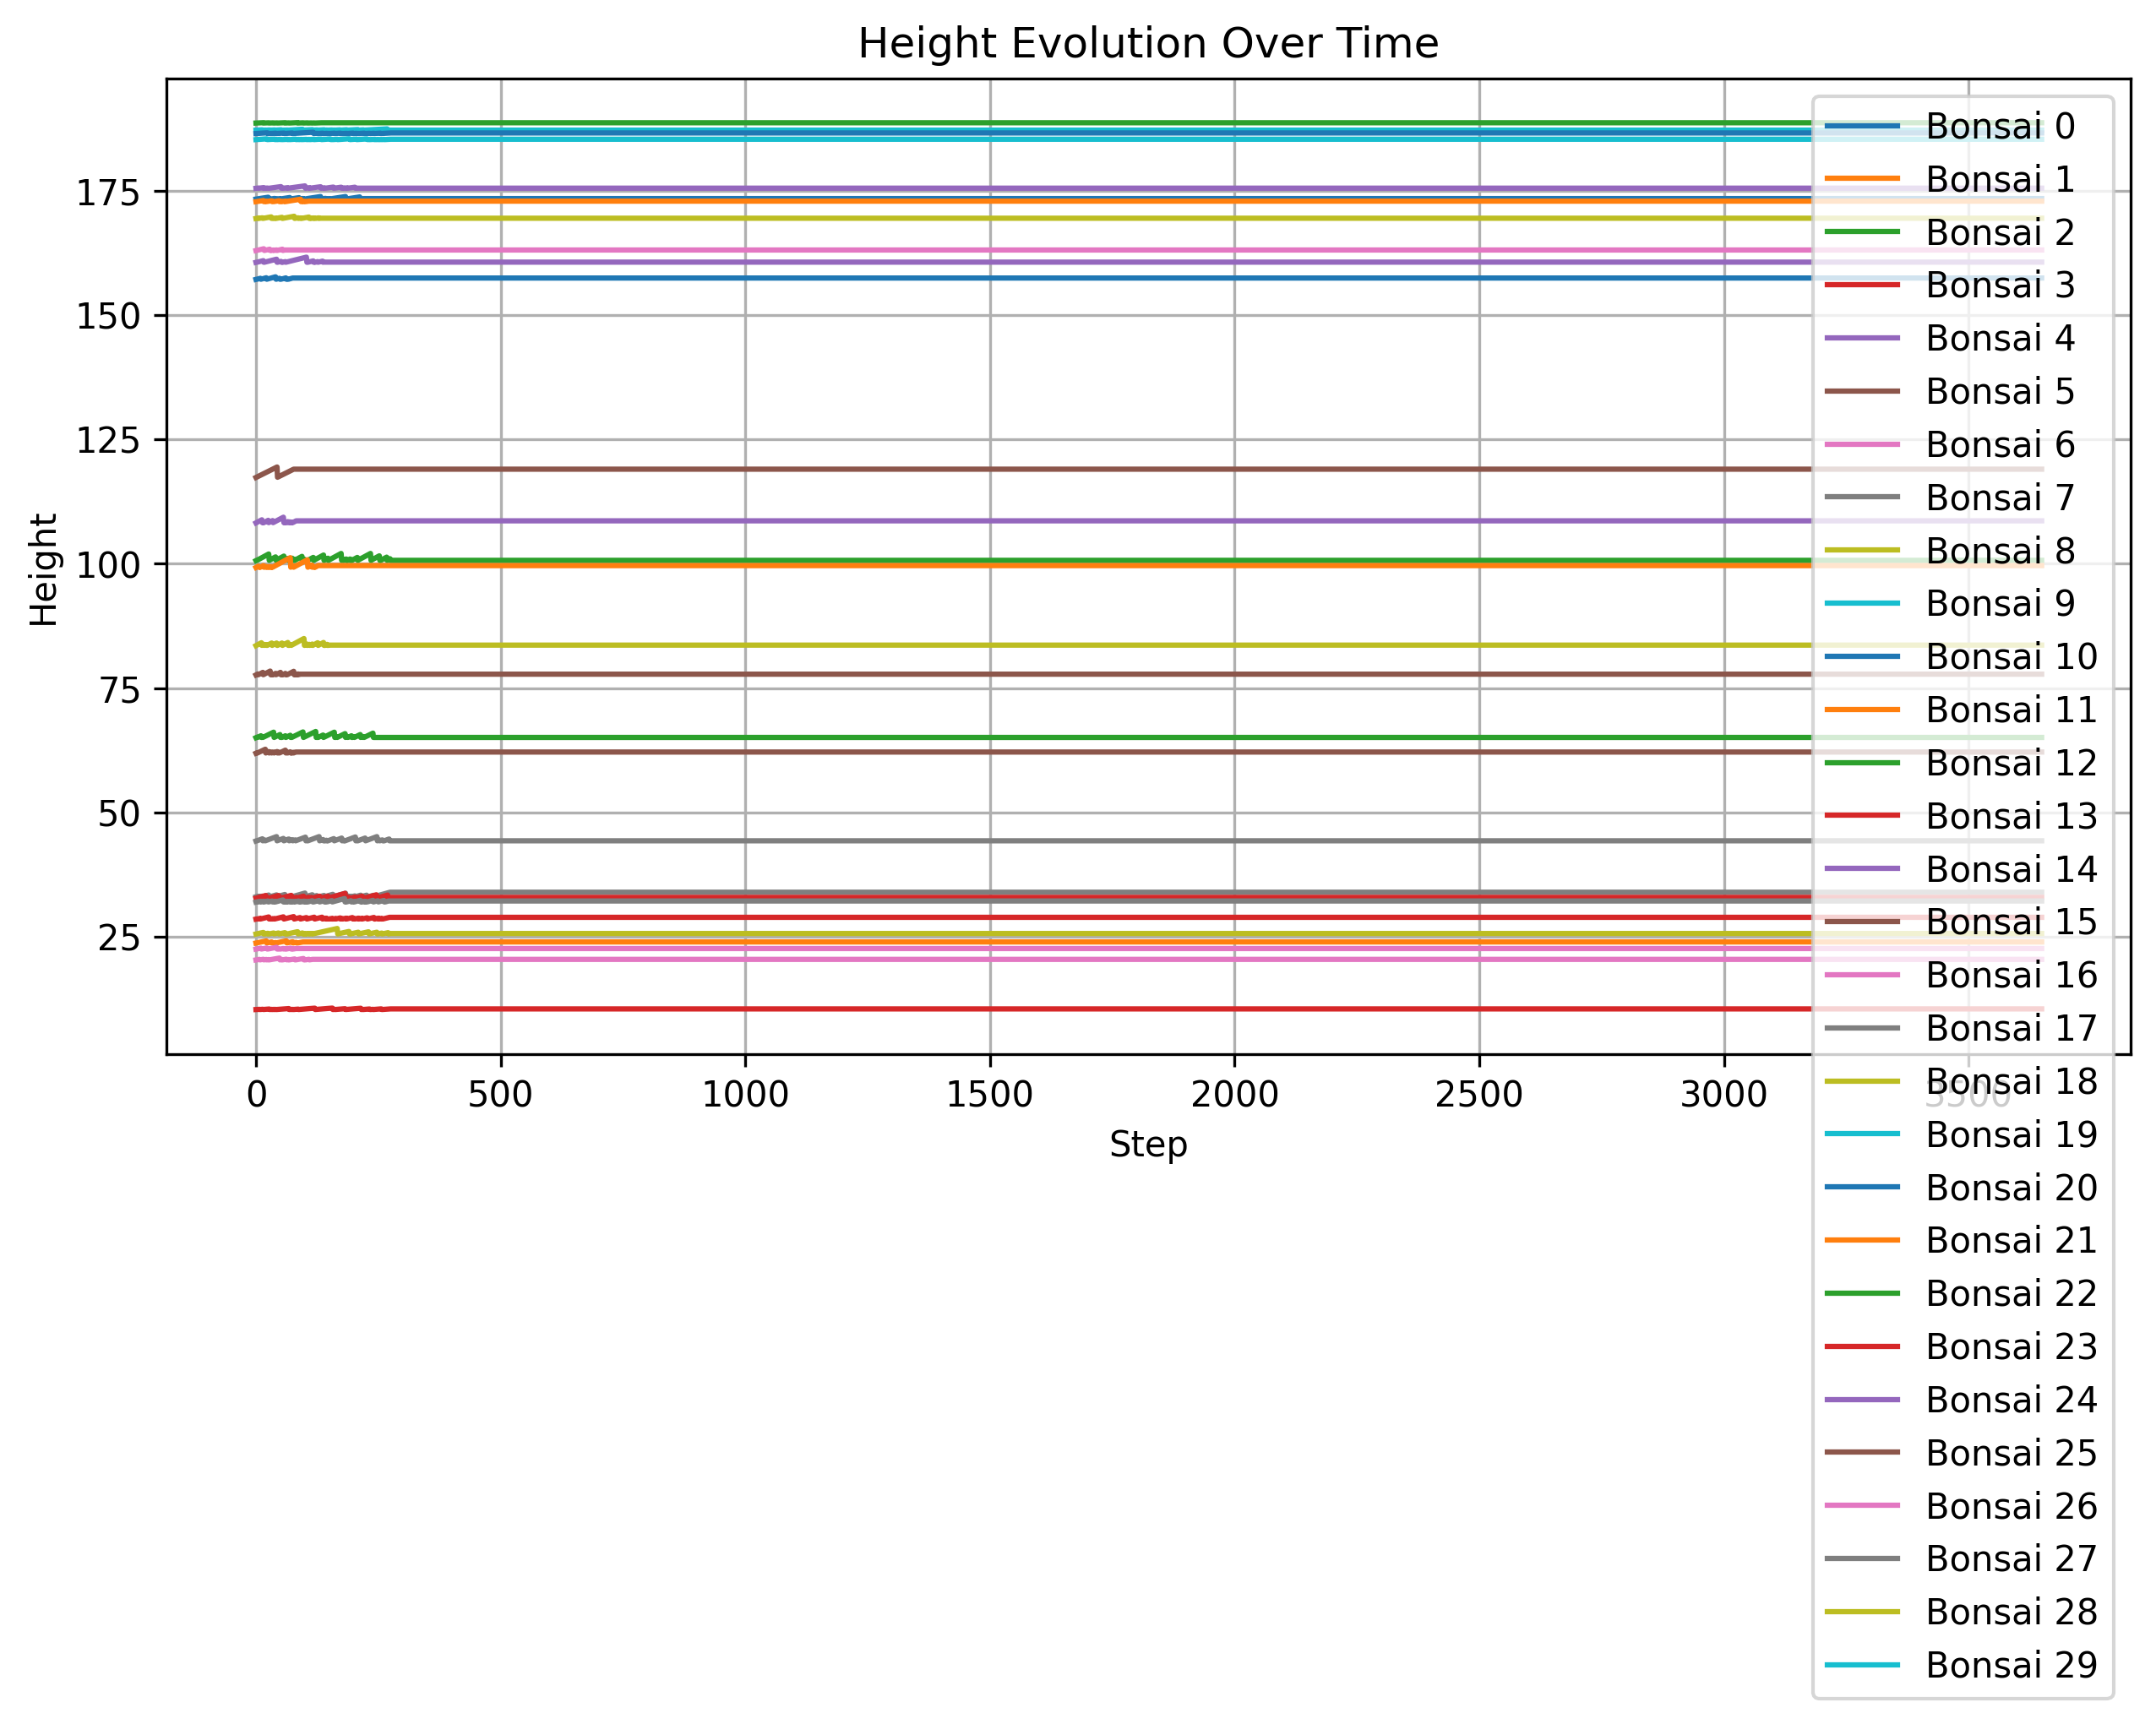 Height Evolution Over Time
Height
175
150
125
100
75
50
25
0 500 1000 1500 2000 2500 3000 3500
Step
Bonsai 0
Bonsai 1
Bonsai 2
Bonsai 3
Bonsai 4
Bonsai 5
Bonsai 6
Bonsai 7
Bonsai 8
Bonsai 9
Bonsai 10
Bonsai 11
Bonsai 12
Bonsai 13
Bonsai 14
Bonsai 15
Bonsai 16
Bonsai 17
Bonsai 18
Bonsai 19
Bonsai 20
Bonsai 21
Bonsai 22
Bonsai 23
Bonsai 24
Bonsai 25
Bonsai 26
Bonsai 27
Bonsai 28
Bonsai 29